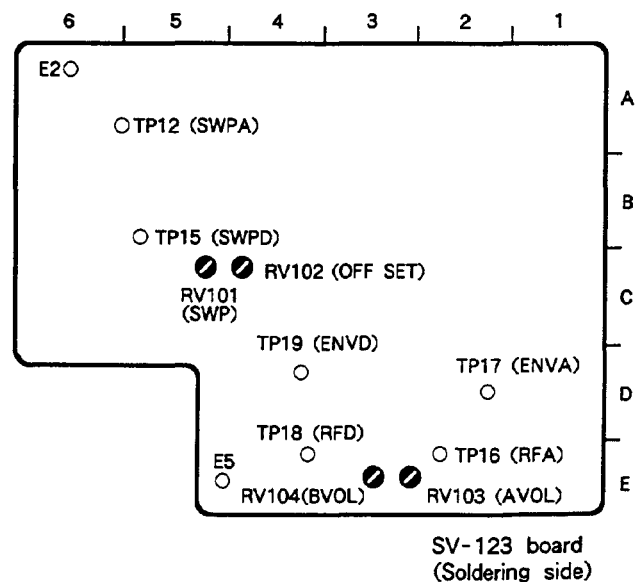 6 5 4 3 2 1
E2
A
TP12 (SWPA)
B
TP15 (SWPD)
RV102 (OFF SET)
RV101
(SWP)
C
TP19 (ENVD)
TP17 (ENVA)
D
TP18 (RFD)
TP16 (RFA)
E5
RV104(BVOL)
RV103 (AVOL)
E
SV-123 board
(Soldering side)